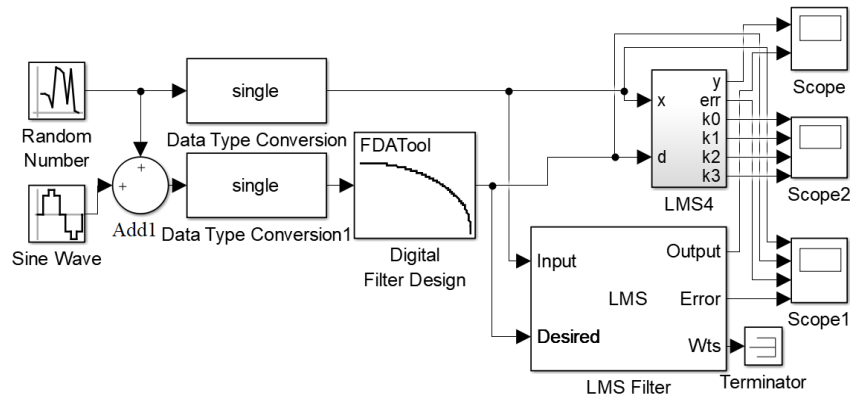 Random
Number
Sine Wave
+
+
Add1
single
Data Type Conversion
single
Data Type Conversion1
FDATool
Digital
Filter Design
x
d
y
err
k0
k1
k2
k3
LMS4
Input
Desired
LMS
Output
Error
Wts
LMS Filter
Scope
Scope2
Scope1
Terminator